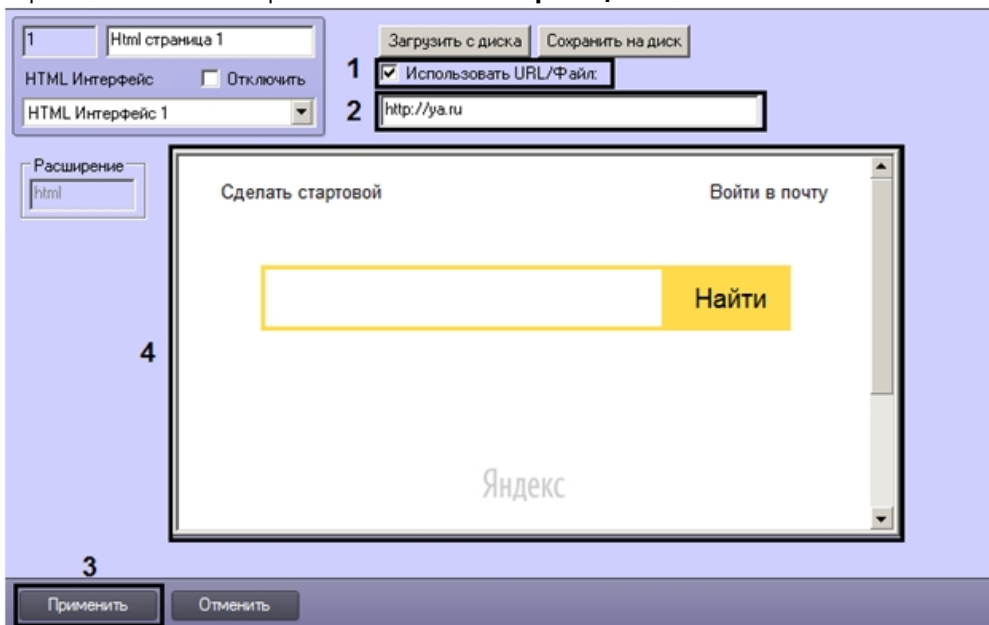 1
Html страница 1
Загрузить с диска
Сохранить на диск
HTML Интерфейс
Отключить
1
Использовать URL/Файл:
HTML Интерфейс 1
2
http://ya.ru
Расширение
html
Сделать стартовой
Войти в почту
Найти
4
Яндекс
3
Применить
Отменить